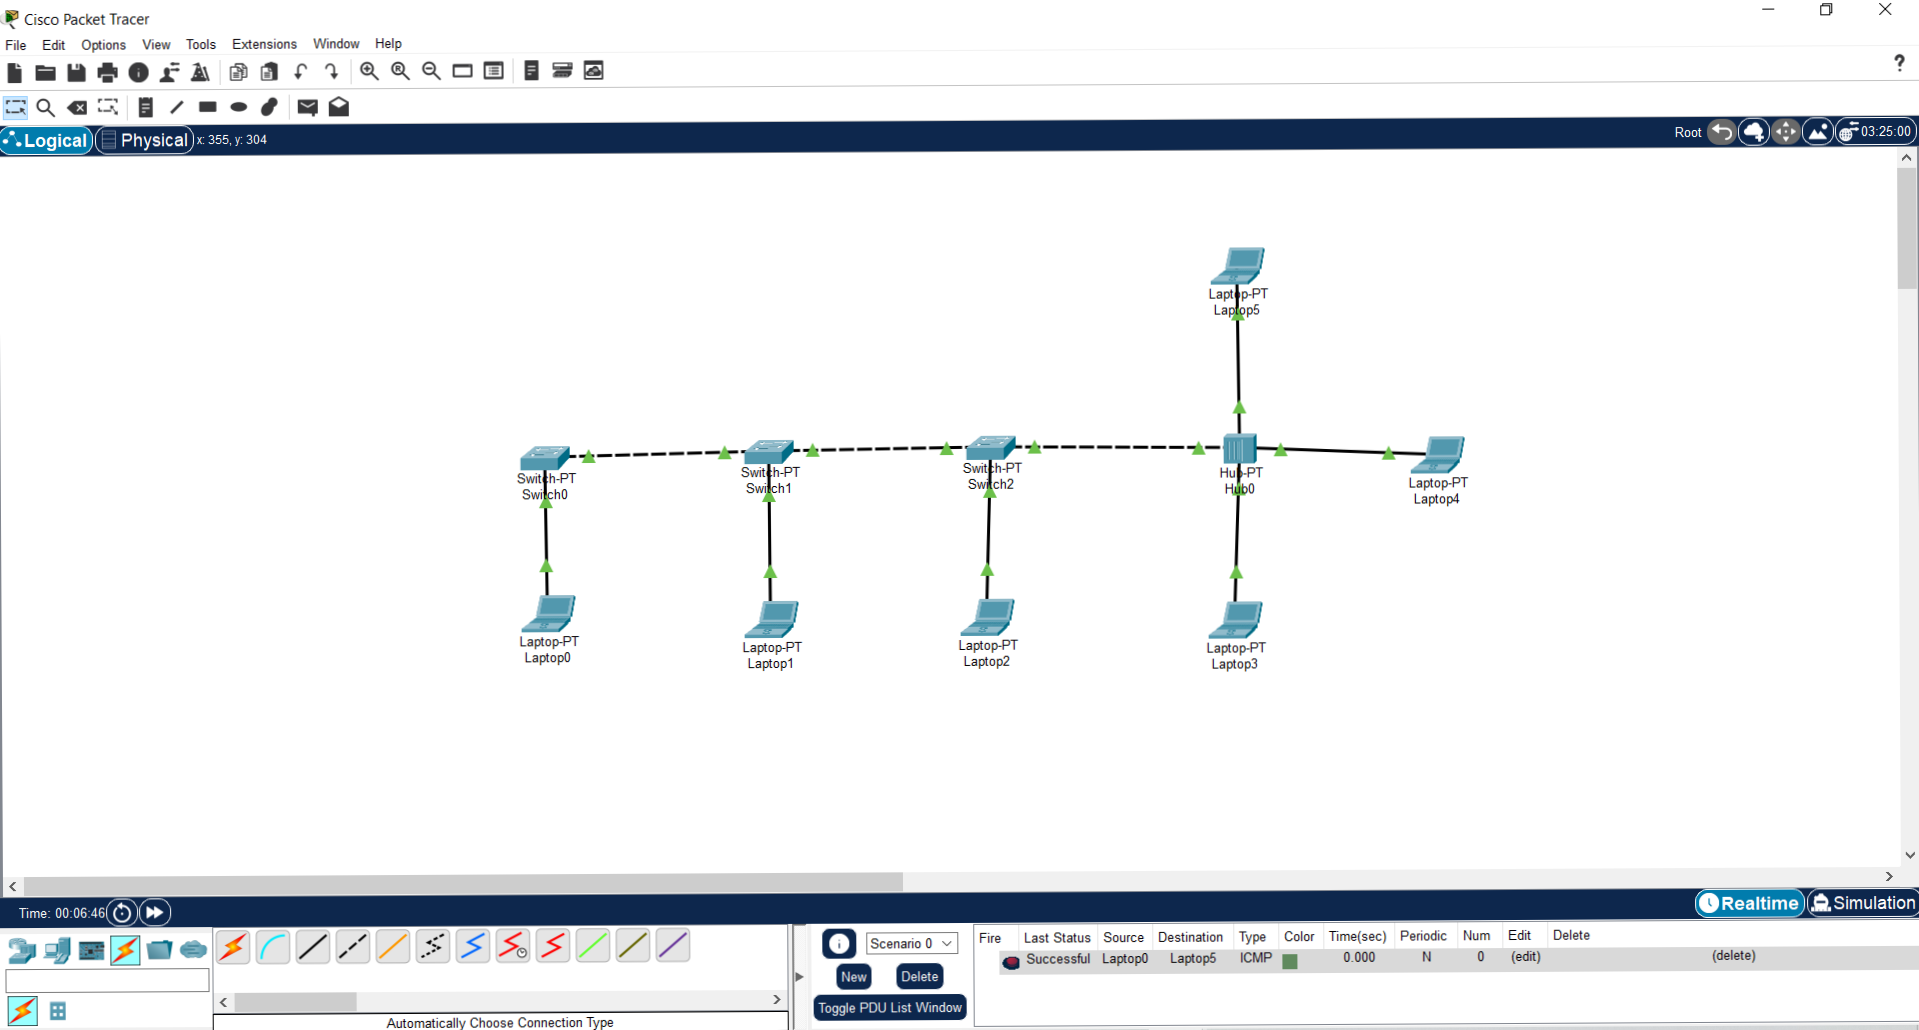 Cisco Packet Tracer
File Edit Options View Tools Extensions Window Help
?
Logical Physical x: 355, y: 304 Root 03:25:00
Laptop-PT
Laptop5
Switch-PT
Switch0
Switch-PT
Switch1
Switch-PT
Switch2
Hub-PT
Hub0
Laptop-PT
Laptop4
Laptop-PT
Laptop0
Laptop-PT
Laptop1
Laptop-PT
Laptop2
Laptop-PT
Laptop3
Time: 00:06:46 Realtime Simulation
Scenario 0
New Delete
Toggle PDU List Window
Fire Last Status Source Destination Type Color Time(sec) Periodic Num Edit Delete
Successful Laptop0 Laptop5 ICMP 0.000 N 0 (edit) (delete)
Automatically Choose Connection Type